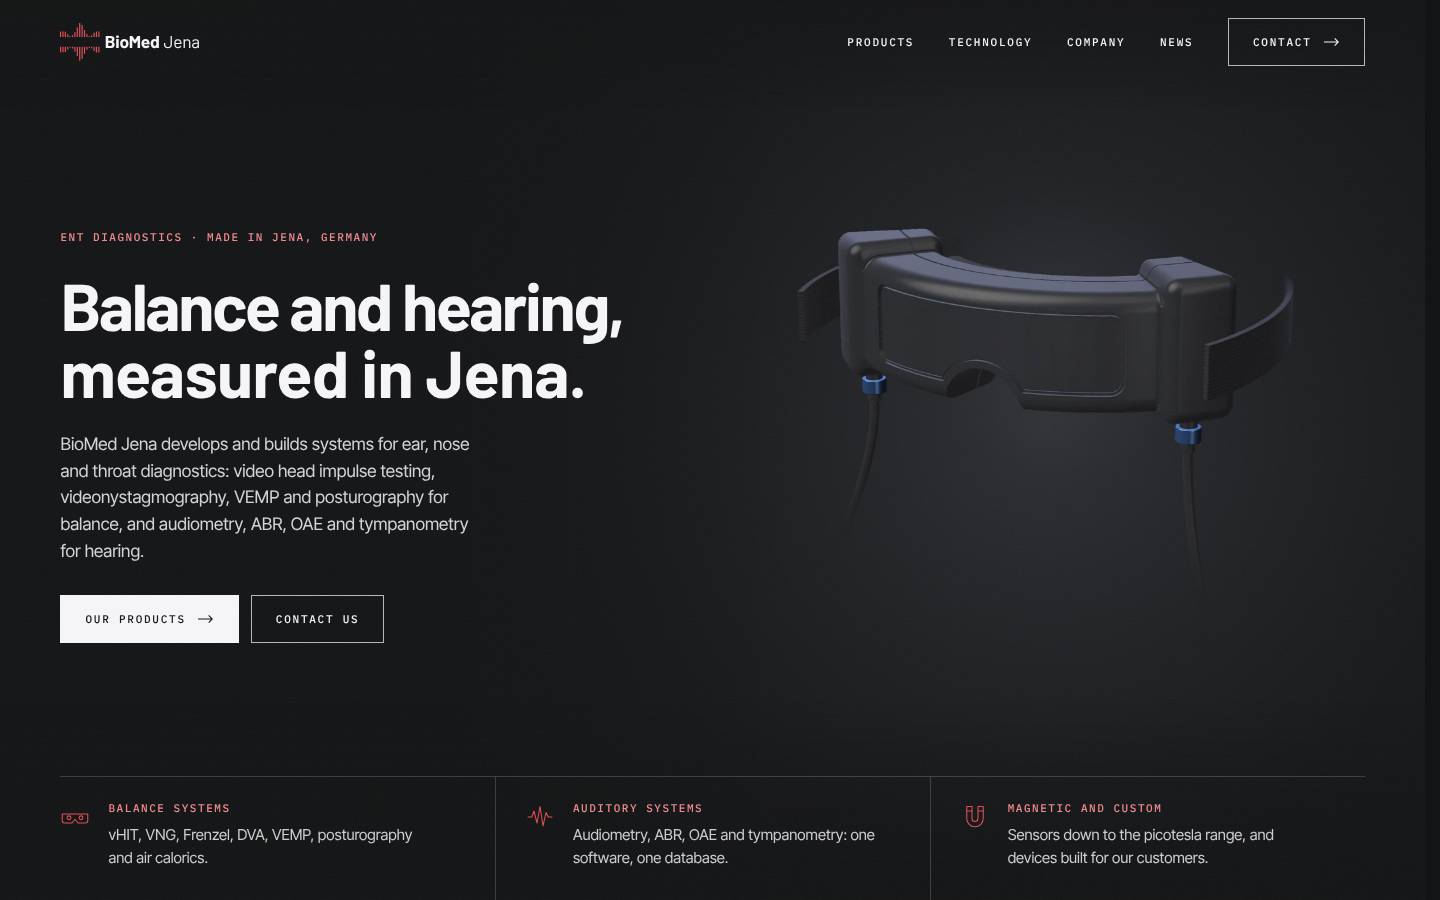 BioMed Jena
PRODUCTS
TECHNOLOGY
COMPANY
NEWS
CONTACT
ENT DIAGNOSTICS · MADE IN JENA, GERMANY
Balance and hearing,
measured in Jena.
BioMed Jena develops and builds systems for ear, nose
and throat diagnostics: video head impulse testing,
videonystagmography, VEMP and posturography for
balance, and audiometry, ABR, OAE and tympanometry
for hearing.
OUR PRODUCTS
CONTACT US
BALANCE SYSTEMS
vHIT, VNG, Frenzel, DVA, VEMP, posturography
and air calorics.
AUDITORY SYSTEMS
Audiometry, ABR, OAE and tympanometry: one
software, one database.
MAGNETIC AND CUSTOM
Sensors down to the picotesla range, and
devices built for our customers.